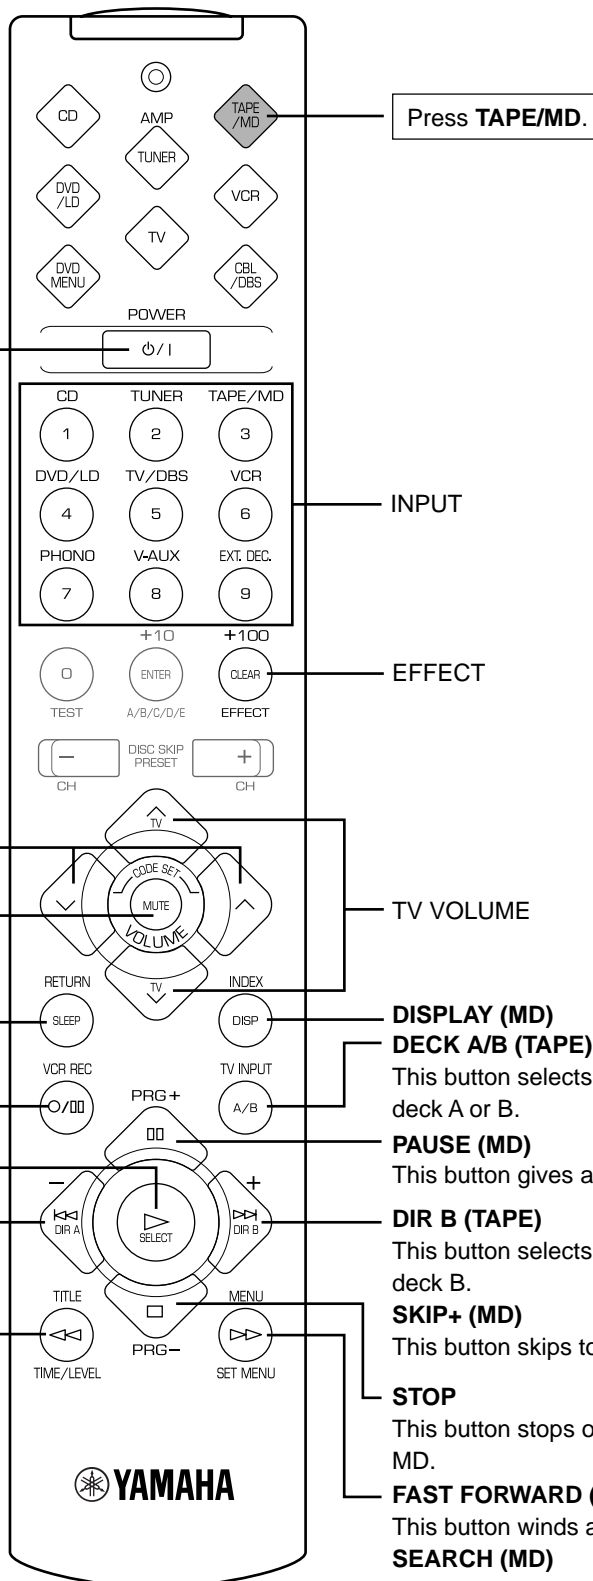 CD
AMP
TAPE
/MD
Press TAPE/MD.
TUNER
DVD
/LD
VCR
TV
DVD
MENU
CBL
/DBS
POWER
⏻/I
CD TUNER TAPE/MD
1 2 3
DVD/LD TV/DBS VCR
INPUT
4 5 6
PHONO V-AUX EXT. DEC.
7 8 9
+10 +100
0 ENTER CLEAR
EFFECT
TEST A/B/C/D/E EFFECT
DISC SKIP
PRESET
– +
CH CH
TV
CODE SET
MUTE
VOLUME
TV VOLUME
TV
RETURN INDEX
SLEEP DISP
DISPLAY (MD)
DECK A/B (TAPE)
This button selects
deck A or B.
VCR REC TV INPUT
A/B
PRG+
PAUSE (MD)
This button gives a
– +
DIR A SELECT DIR B
DIR B (TAPE)
This button selects
deck B.
SKIP+ (MD)
This button skips to
TITLE MENU
PRG–
TIME/LEVEL SET MENU
STOP
This button stops o
MD.
FAST FORWARD (
This button winds a
SEARCH (MD)
YAMAHA